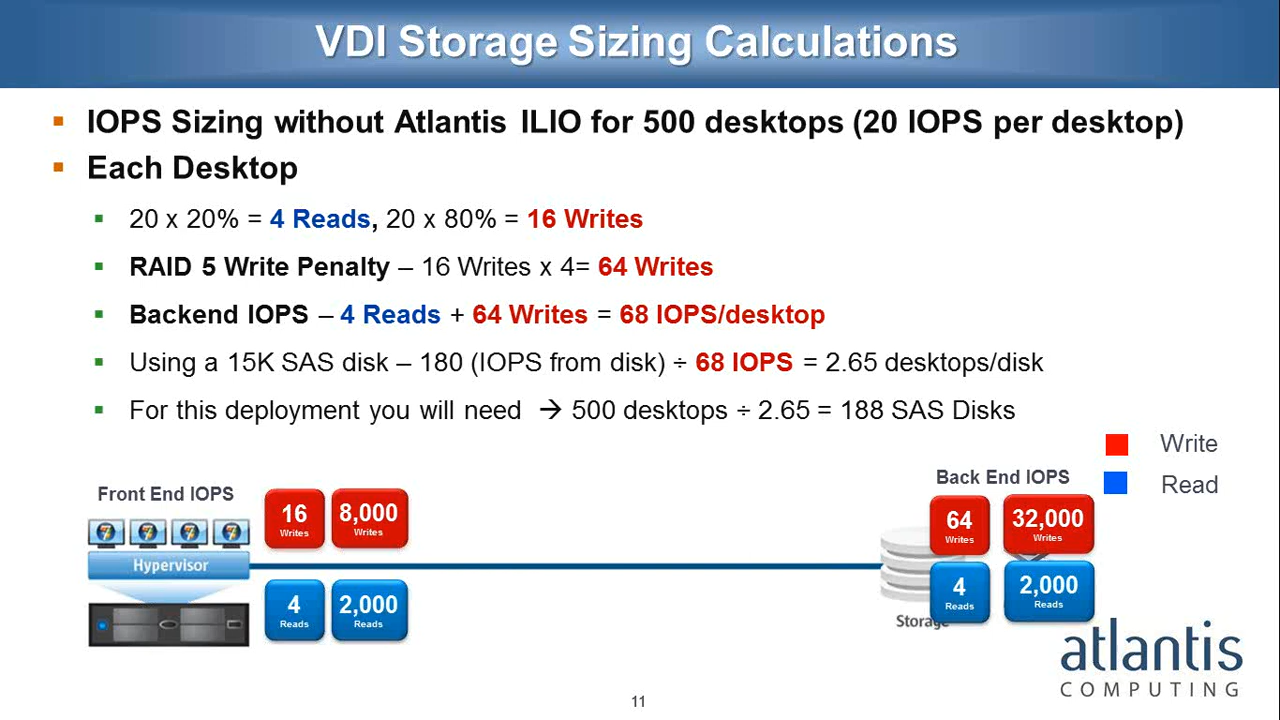 VDI Storage Sizing Calculations
IOPS Sizing without Atlantis ILIO for 500 desktops (20 IOPS per desktop)
Each Desktop
20 x 20% = 4 Reads, 20 x 80% = 16 Writes
RAID 5 Write Penalty – 16 Writes x 4= 64 Writes
Backend IOPS – 4 Reads + 64 Writes = 68 IOPS/desktop
Using a 15K SAS disk – 180 (IOPS from disk) ÷ 68 IOPS = 2.65 desktops/disk
For this deployment you will need → 500 desktops ÷ 2.65 = 188 SAS Disks
Write
Read
Front End IOPS
16 Writes
8,000 Writes
Hypervisor
4 Reads
2,000 Reads
Back End IOPS
64 Writes
32,000 Writes
4 Reads
2,000 Reads
Storage
atlantis
COMPUTING
11